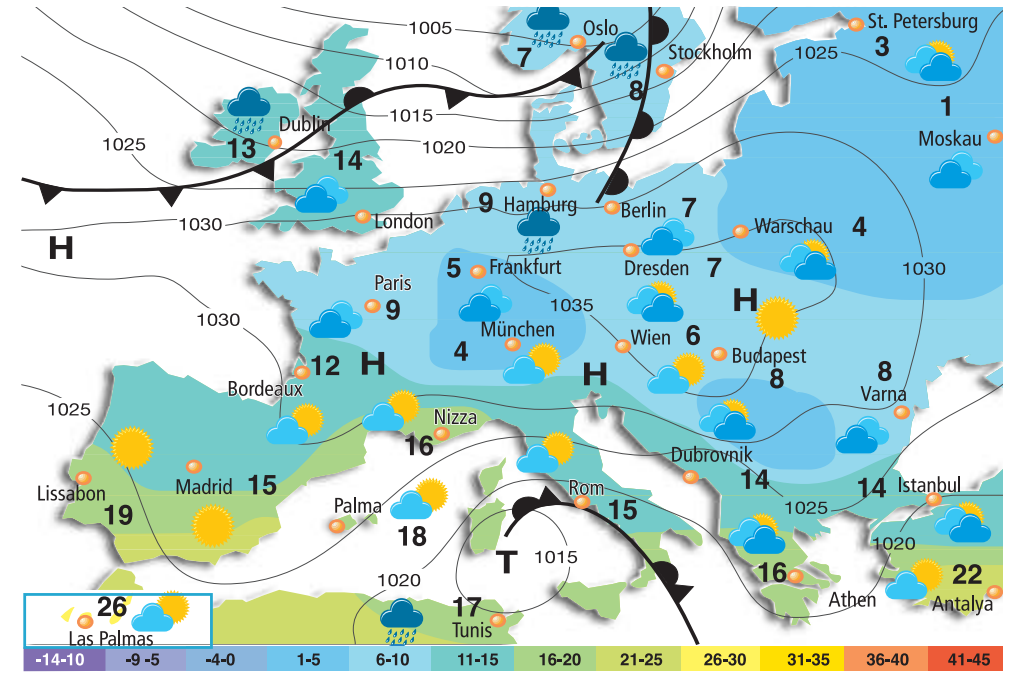 1005
Oslo
St. Petersburg
7
Stockholm
3
1025
1010
8
1
1015
Dublin
Moskau
1025
13
14
1020
9
Hamburg
Berlin
7
Warschau
4
1030
London
H
Frankfurt
5
Dresden
7
1030
Paris
9
1035
H
1030
München
4
Wien
6
Budapest
8
12
H
H
8
Varna
Bordeaux
1025
Nizza
16
Dubrovnik
14
14
Istanbul
Lissabon
19
Madrid
15
Palma
18
Rom
15
1025
T
1015
1020
1020
16
Athen
22
Antalya
26
Las Palmas
17
Tunis
-14-10
-9 -5
-4-0
1-5
6-10
11-15
16-20
21-25
26-30
31-35
36-40
41-45